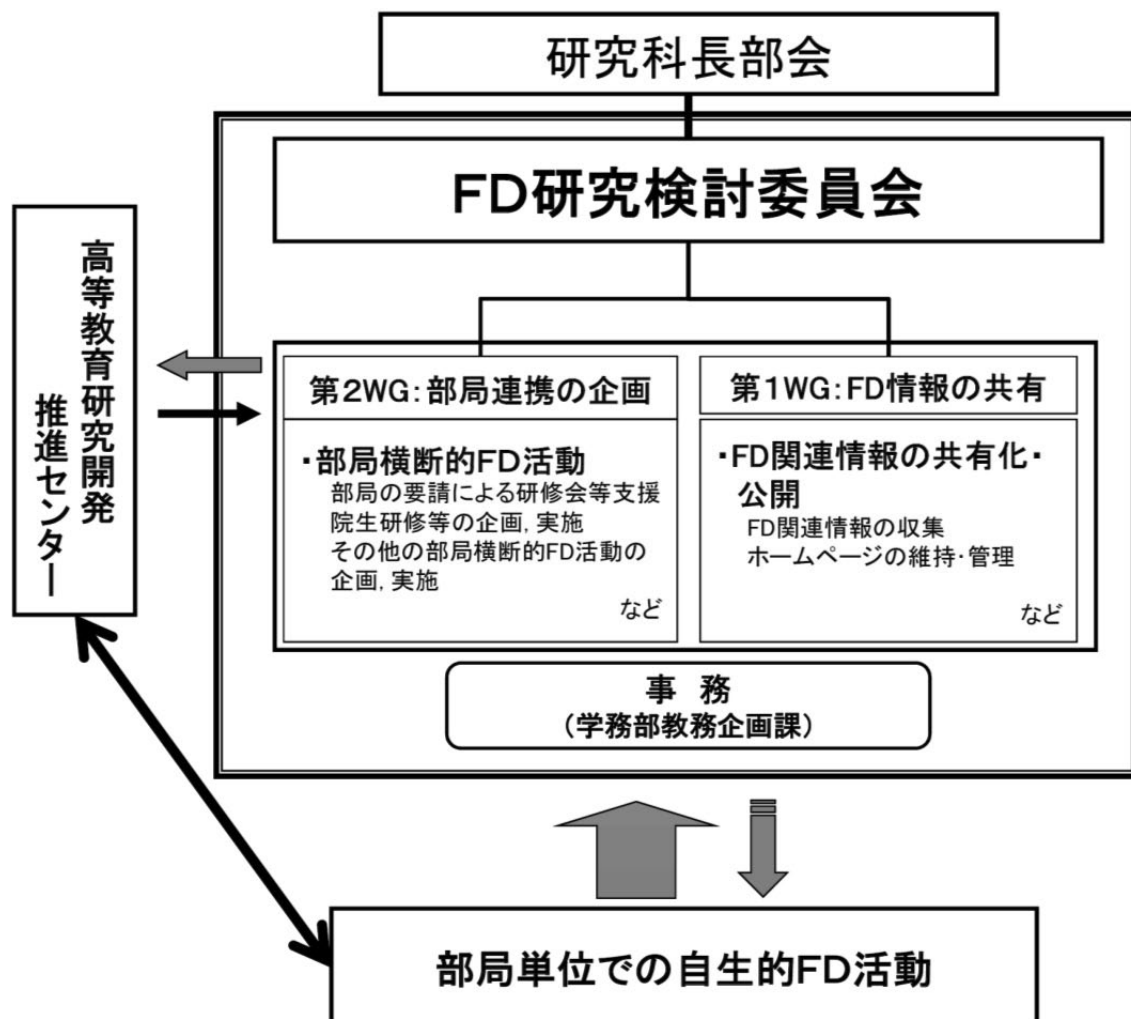 研究科長部会
FD研究検討委員会
高等教育研究開発
推進センター
第2WG:部局連携の企画
・部局横断的FD活動
部局の要請による研修会等支援
院生研修等の企画, 実施
その他の部局横断的FD活動の
企画, 実施
など
第1WG:FD情報の共有
・FD関連情報の共有化・
公開
FD関連情報の収集
ホームページの維持・管理
など
事 務
(学務部教務企画課)
部局単位での自生的FD活動